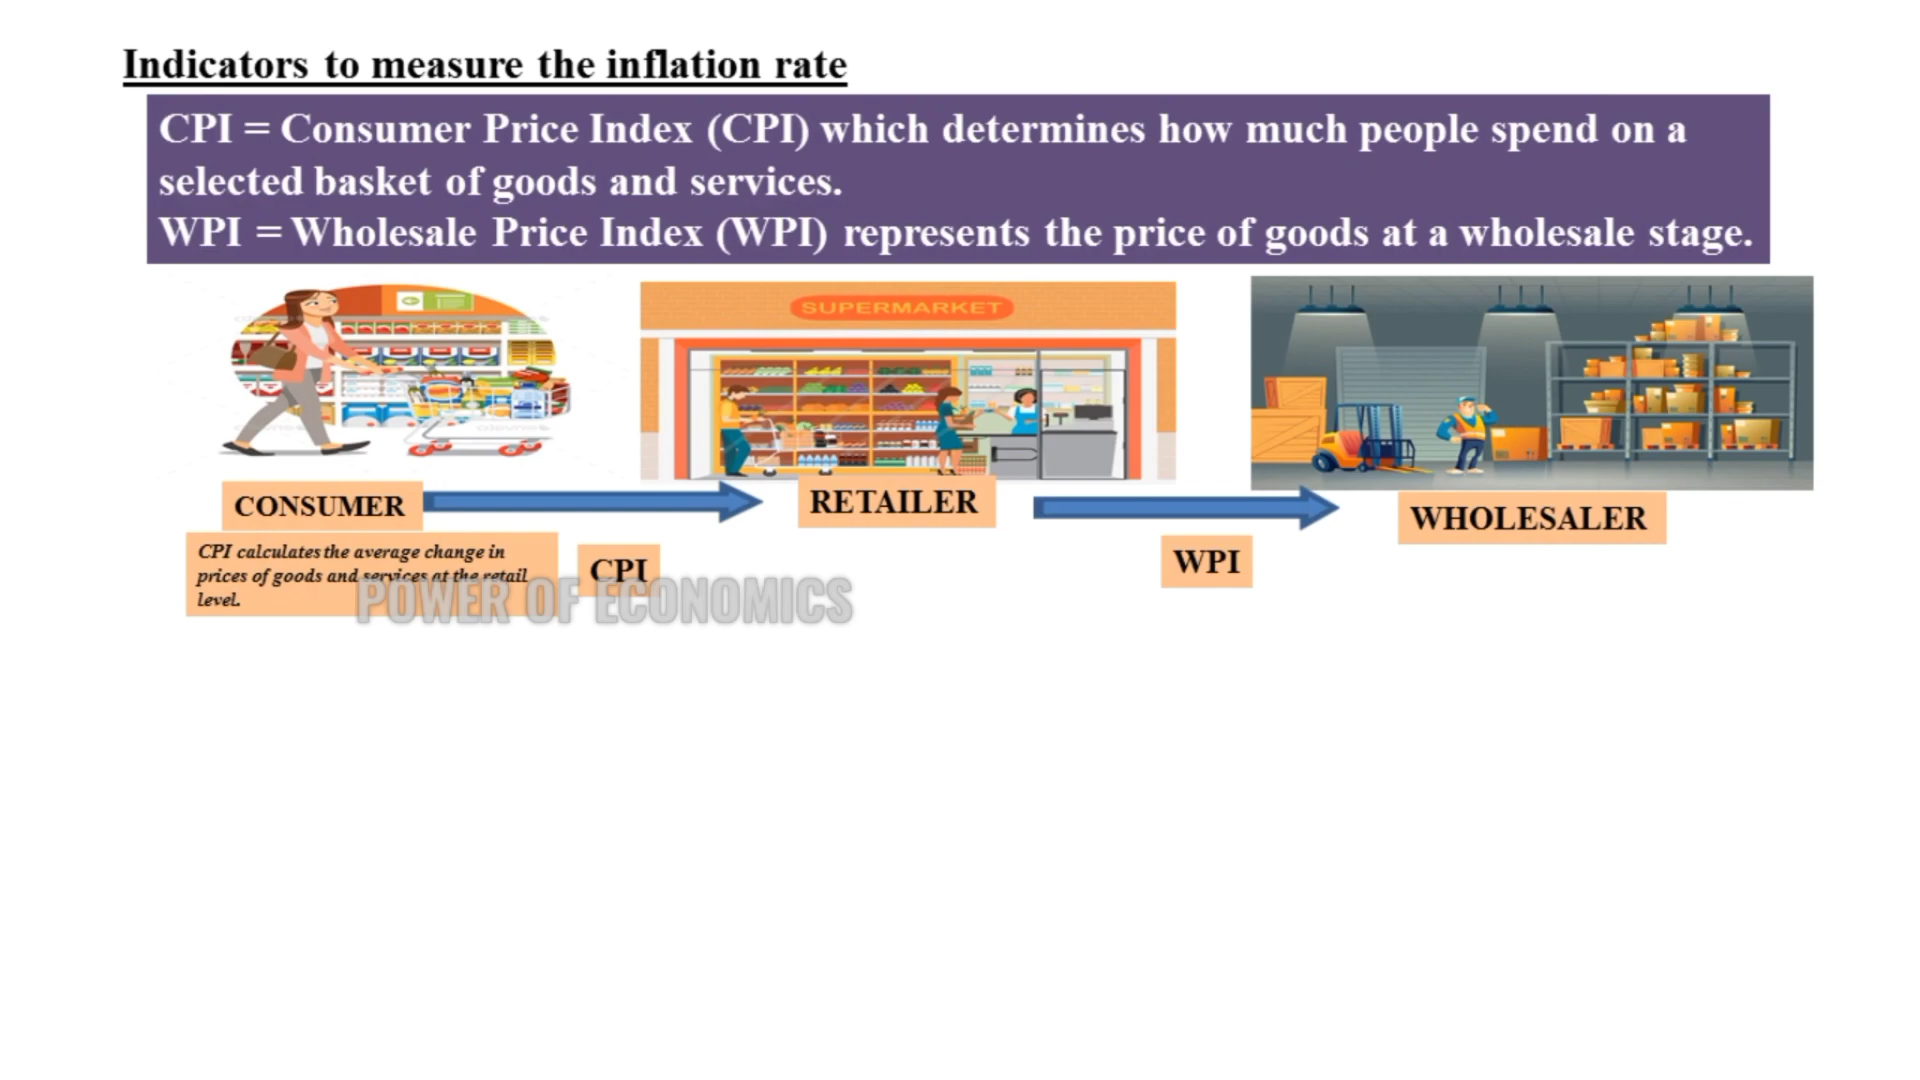 Indicators to measure the inflation rate
CPI = Consumer Price Index (CPI) which determines how much people spend on a
selected basket of goods and services.
WPI = Wholesale Price Index (WPI) represents the price of goods at a wholesale stage.
SUPERMARKET
CONSUMER
RETAILER
WHOLESALER
CPI calculates the average change in
prices of goods and services at the retail
level.
CPI
WPI
POWER OF ECONOMICS